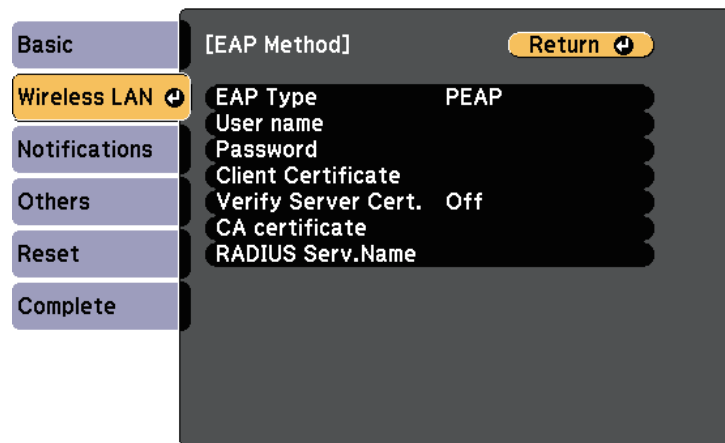 Basic
Wireless LAN
Notifications
Others
Reset
Complete
[EAP Method]
Return
EAP Type PEAP
User name
Password
Client Certificate
Verify Server Cert. Off
CA certificate
RADIUS Serv.Name